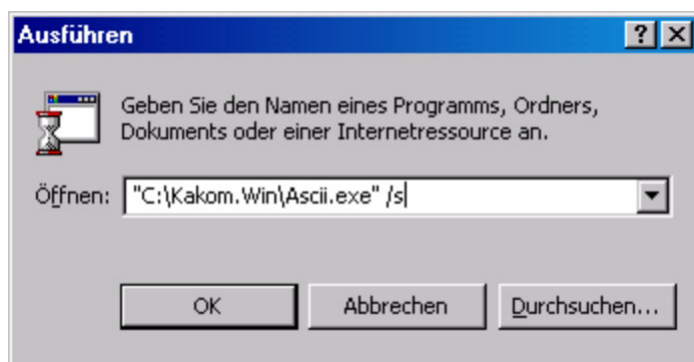 Ausführen
Geben Sie den Namen eines Programms, Ordners,
Dokuments oder einer Internetressource an.
Öffnen: "C:\Kakom.Win\Ascii.exe" /s
OK Abbrechen Durchsuchen...